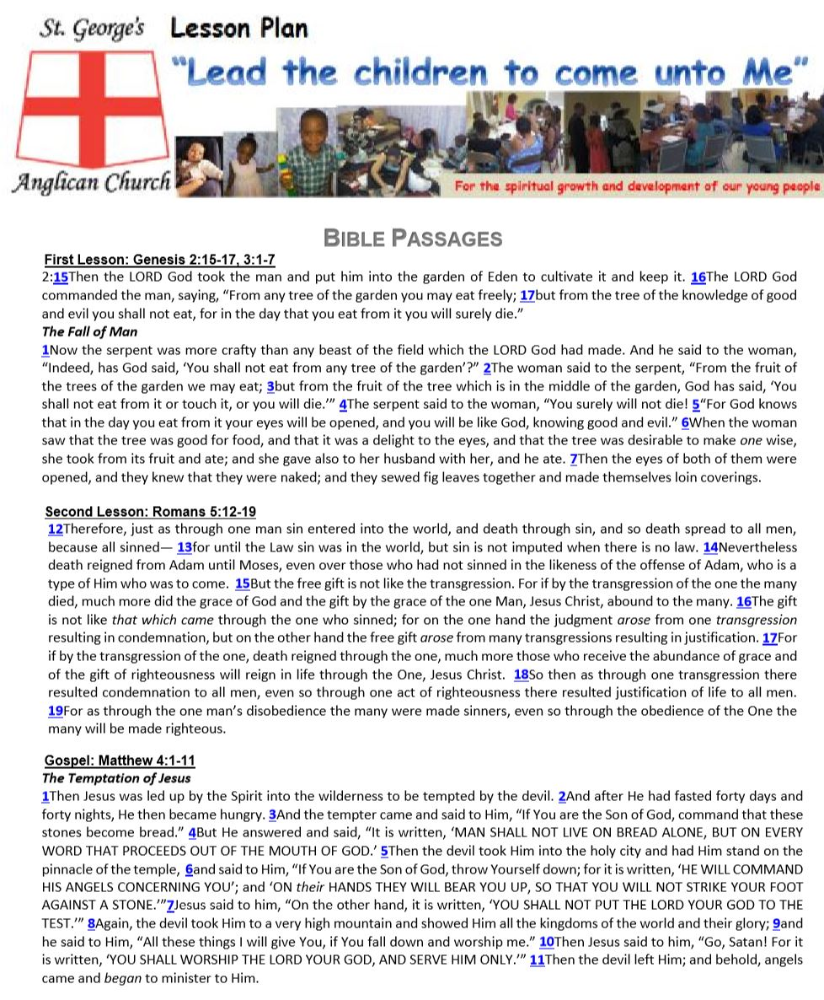 St. George's
Lesson Plan
"Lead the children to come unto Me"
Anglican Church
For the spiritual growth and development of our young people
BIBLE PASSAGES
First Lesson: Genesis 2:15-17, 3:1-7
2:15Then the LORD God took the man and put him into the garden of Eden to cultivate it and keep it. 16The LORD God
commanded the man, saying, “From any tree of the garden you may eat freely; 17but from the tree of the knowledge of good
and evil you shall not eat, for in the day that you eat from it you will surely die.”
The Fall of Man
1Now the serpent was more crafty than any beast of the field which the LORD God had made. And he said to the woman,
“Indeed, has God said, ‘You shall not eat from any tree of the garden’?” 2The woman said to the serpent, “From the fruit of
the trees of the garden we may eat; 3but from the fruit of the tree which is in the middle of the garden, God has said, ‘You
shall not eat from it or touch it, or you will die.’” 4The serpent said to the woman, “You surely will not die! 5“For God knows
that in the day you eat from it your eyes will be opened, and you will be like God, knowing good and evil.” 6When the woman
saw that the tree was good for food, and that it was a delight to the eyes, and that the tree was desirable to make one wise,
she took from its fruit and ate; and she gave also to her husband with her, and he ate. 7Then the eyes of both of them were
opened, and they knew that they were naked; and they sewed fig leaves together and made themselves loin coverings.
Second Lesson: Romans 5:12-19
12Therefore, just as through one man sin entered into the world, and death through sin, and so death spread to all men,
because all sinned— 13for until the Law sin was in the world, but sin is not imputed when there is no law. 14Nevertheless
death reigned from Adam until Moses, even over those who had not sinned in the likeness of the offense of Adam, who is a
type of Him who was to come. 15But the free gift is not like the transgression. For if by the transgression of the one the many
died, much more did the grace of God and the gift by the grace of the one Man, Jesus Christ, abound to the many. 16The gift
is not like that which came through the one who sinned; for on the one hand the judgment arose from one transgression
resulting in condemnation, but on the other hand the free gift arose from many transgressions resulting in justification. 17For
if by the transgression of the one, death reigned through the one, much more those who receive the abundance of grace and
of the gift of righteousness will reign in life through the One, Jesus Christ. 18So then as through one transgression there
resulted condemnation to all men, even so through one act of righteousness there resulted justification of life to all men.
19For as through the one man’s disobedience the many were made sinners, even so through the obedience of the One the
many will be made righteous.
Gospel: Matthew 4:1-11
The Temptation of Jesus
1Then Jesus was led up by the Spirit into the wilderness to be tempted by the devil. 2And after He had fasted forty days and
forty nights, He then became hungry. 3And the tempter came and said to Him, “If You are the Son of God, command that these
stones become bread.” 4But He answered and said, “It is written, ‘MAN SHALL NOT LIVE ON BREAD ALONE, BUT ON EVERY
WORD THAT PROCEEDS OUT OF THE MOUTH OF GOD.’ 5Then the devil took Him into the holy city and had Him stand on the
pinnacle of the temple, 6and said to Him, “If You are the Son of God, throw Yourself down; for it is written, ‘HE WILL COMMAND
HIS ANGELS CONCERNING YOU’; and ‘ON their HANDS THEY WILL BEAR YOU UP, SO THAT YOU WILL NOT STRIKE YOUR FOOT
AGAINST A STONE.’”7Jesus said to him, “On the other hand, it is written, ‘YOU SHALL NOT PUT THE LORD YOUR GOD TO THE
TEST.’” 8Again, the devil took Him to a very high mountain and showed Him all the kingdoms of the world and their glory; 9and
he said to Him, “All these things I will give You, if You fall down and worship me.” 10Then Jesus said to him, “Go, Satan! For it
is written, ‘YOU SHALL WORSHIP THE LORD YOUR GOD, AND SERVE HIM ONLY.’” 11Then the devil left Him; and behold, angels
came and began to minister to Him.